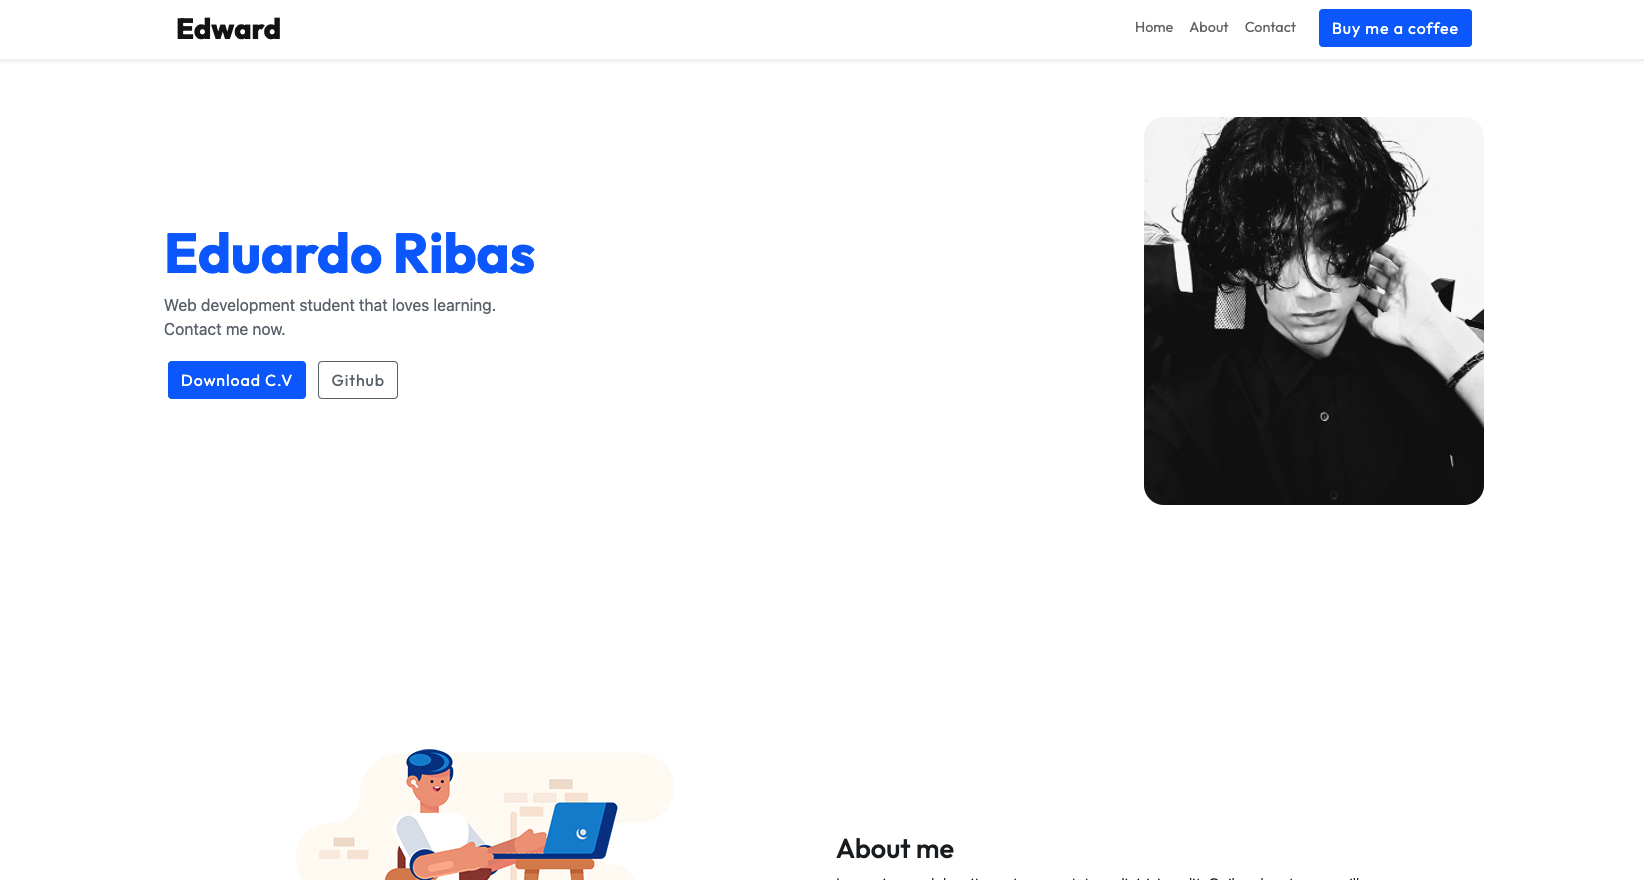 Edward
Home About Contact Buy me a coffee
Eduardo Ribas
Web development student that loves learning.
Contact me now.
Download C.V Github
About me